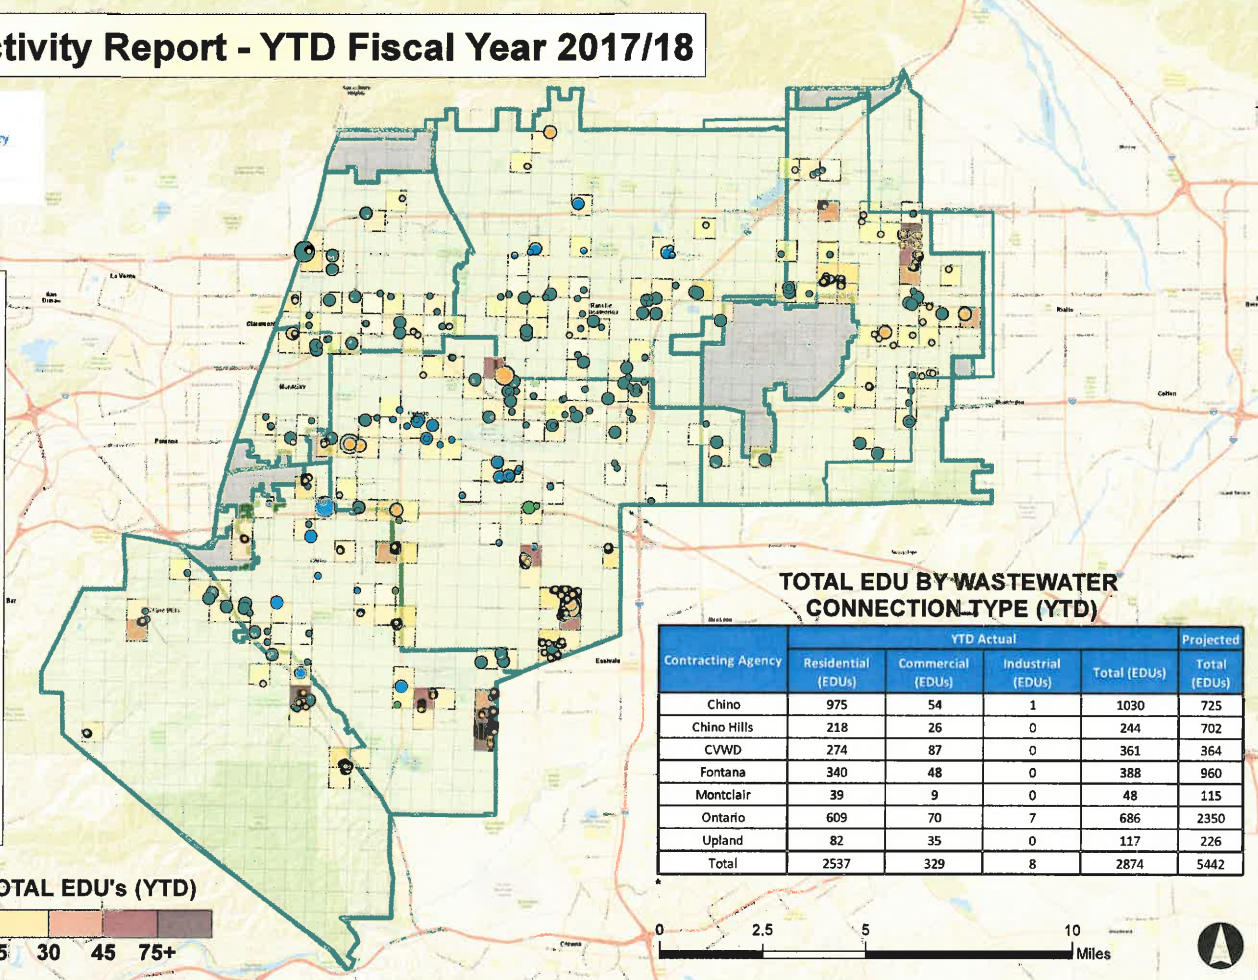 ctivity Report - YTD Fiscal Year 2017/18
La Verne
San Dimas
Claremont
Montclair
Pomona
Rialto
Colton
Bloomington
Chino Hills
Eastvale
Corona
TOTAL EDU BY WASTEWATER
CONNECTION TYPE (YTD)
Contracting Agency YTD Actual Projected
Residential (EDUs) Commercial (EDUs) Industrial (EDUs) Total (EDUs) Total (EDUs)
Chino 975 54 1 1030 725
Chino Hills 218 26 0 244 702
CVWD 274 87 0 361 364
Fontana 340 48 0 388 960
Montclair 39 9 0 48 115
Ontario 609 70 7 686 2350
Upland 82 35 0 117 226
Total 2537 329 8 2874 5442
*
OTAL EDU's (YTD)
5 30 45 75+
0 2.5 5 10
Miles